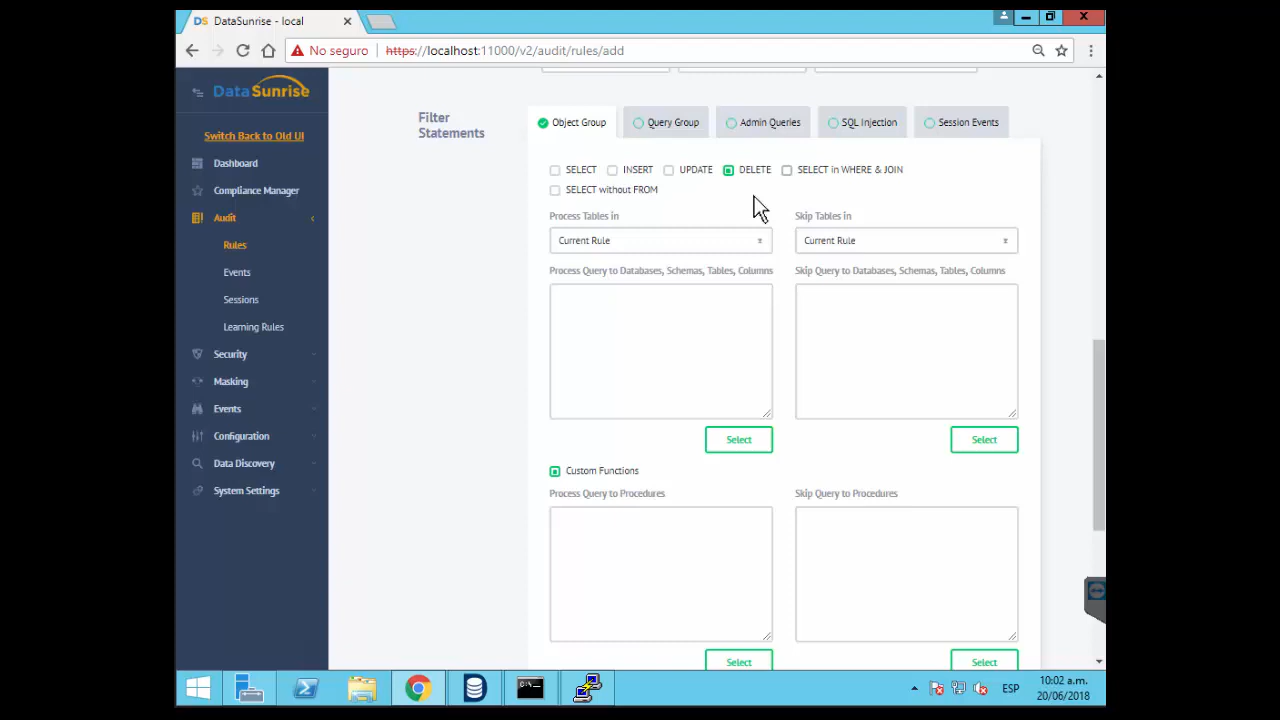 DS DataSunrise - local
No seguro https://localhost:11000/v2/audit/rules/add
DataSunrise
Switch Back to Old UI
Dashboard
Compliance Manager
Audit
Rules
Events
Sessions
Learning Rules
Security
Masking
Events
Configuration
Data Discovery
System Settings
Filter
Statements
Object Group Query Group Admin Queries SQL Injection Session Events
SELECT INSERT UPDATE DELETE SELECT in WHERE & JOIN
SELECT without FROM
Process Tables in Skip Tables in
Current Rule Current Rule
Process Query to Databases, Schemas, Tables, Columns Skip Query to Databases, Schemas, Tables, Columns
Select Select
Custom Functions
Process Query to Procedures Skip Query to Procedures
Select Select
C:\.
ESP 10:02 a.m.
20/06/2018